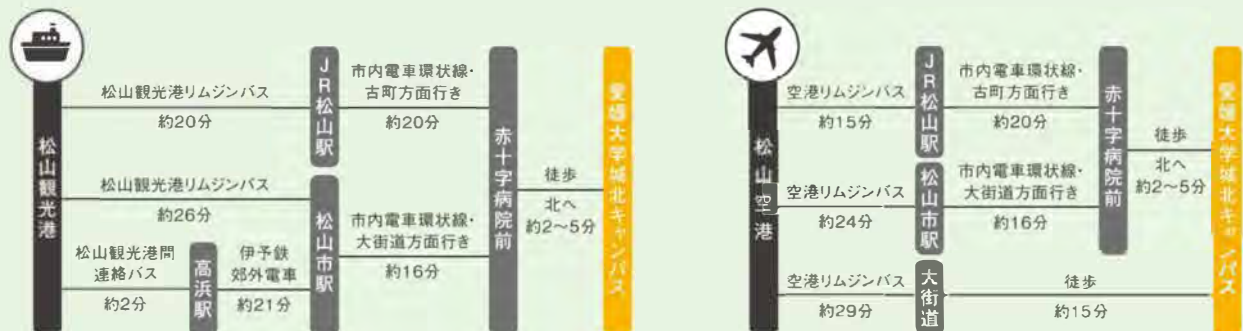 松山観光港
松山観光港リムジンバス
約20分
JR松山駅
市内電車環状線・
古町方面行き
約20分
松山観光港リムジンバス
約26分
松山観光港間
連絡バス
約2分
高浜駅
伊予鉄
郊外電車
約21分
松山市駅
市内電車環状線・
大街道方面行き
約16分
赤十字病院前
徒歩
北へ
約2～5分
愛媛大学城北キャンパス
松山空港
空港リムジンバス
約15分
JR松山駅
市内電車環状線・
古町方面行き
約20分
空港リムジンバス
約24分
松山市駅
市内電車環状線・
大街道方面行き
約16分
赤十字病院前
徒歩
北へ
約2～5分
空港リムジンバス
約29分
大街道
徒歩
約15分
愛媛大学城北キャンパス